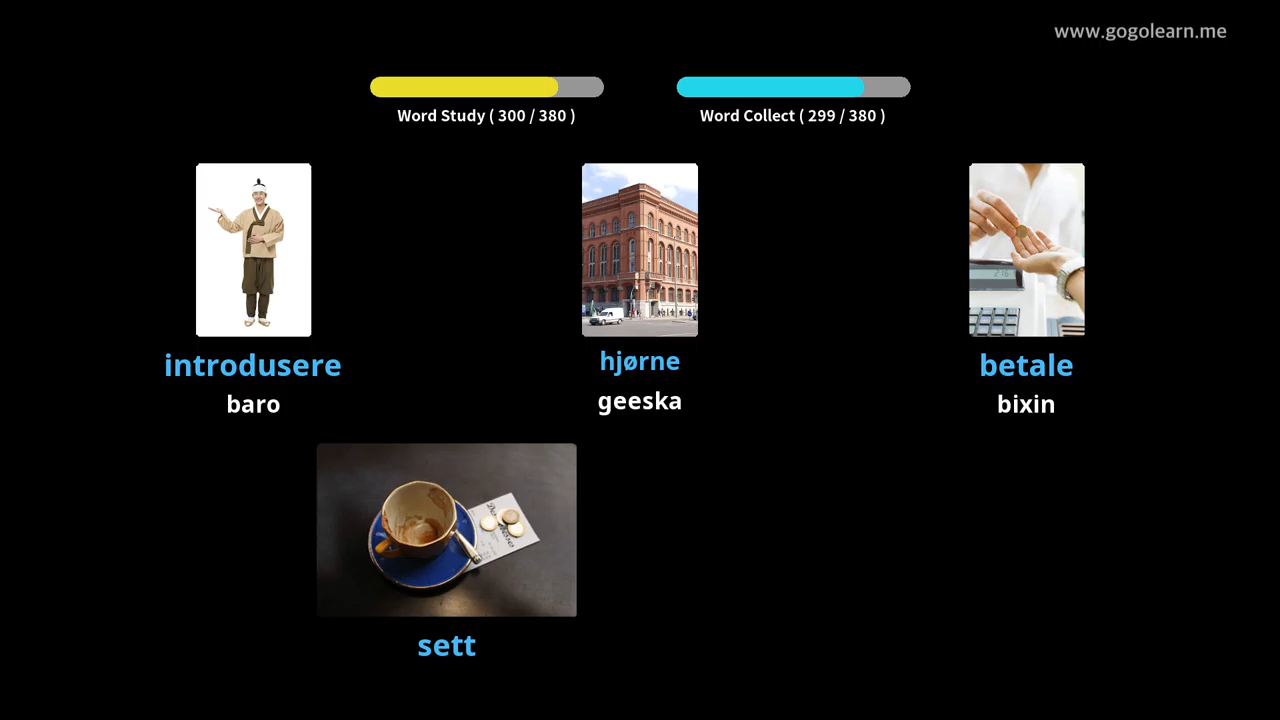 www.gogolearn.me
Word Study ( 300 / 380 )
Word Collect ( 299 / 380 )
introdusere
hjørne
betale
baro
geeska
bixin
sett